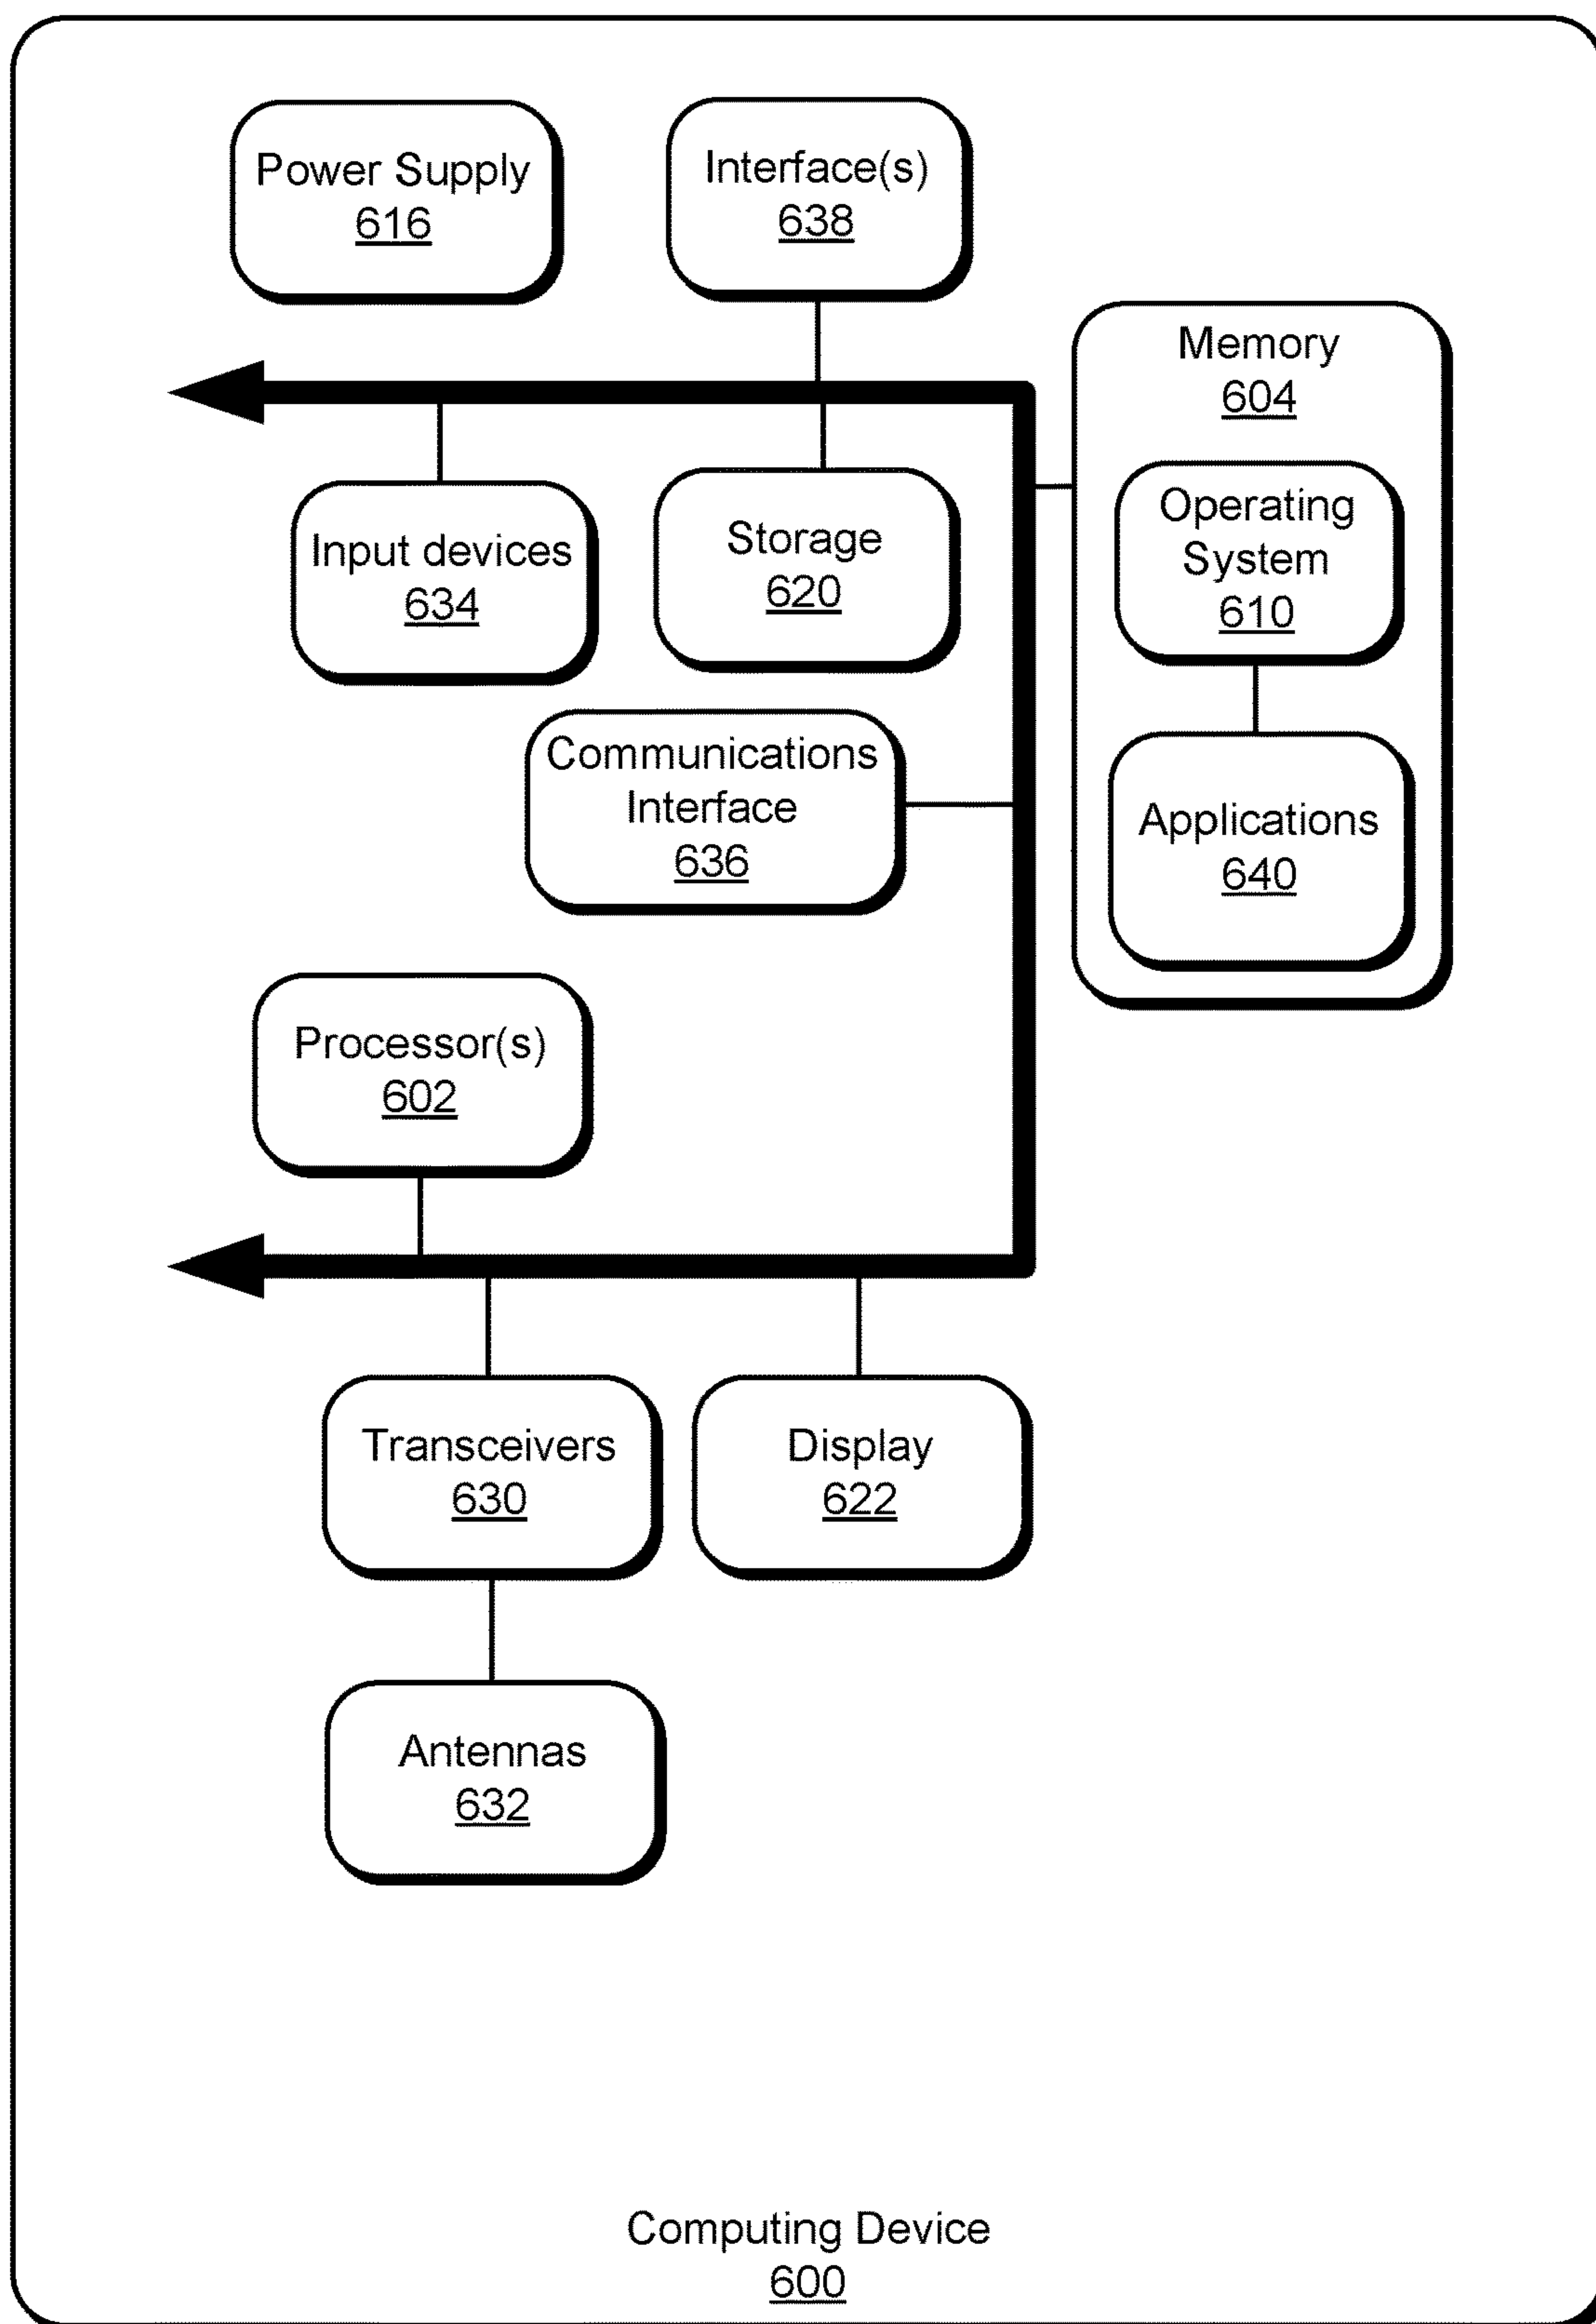 Power Supply
616
Interface(s)
638
Memory
604
Operating
System
610
Applications
640
Input devices
634
Storage
620
Communications
Interface
636
Processor(s)
602
Transceivers
630
Display
622
Antennas
632
Computing Device
600